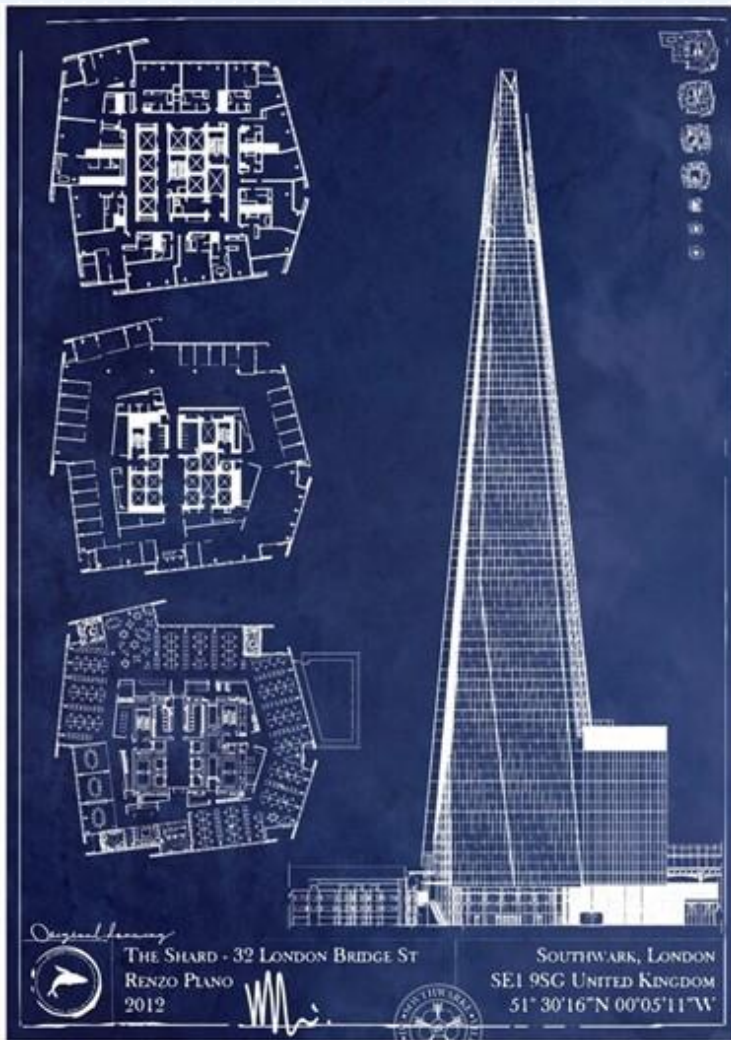 THE SHARD - 32 LONDON BRIDGE ST
RENZO PIANO
2012
SOUTHWARK, LONDON
SE1 9SG UNITED KINGDOM
51° 30'16"N 00°05'11"W
SOUTHWARK